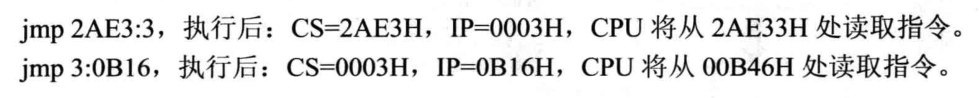 jmp 2AE3:3，执行后：CS=2AE3H，IP=0003H，CPU 将从 2AE33H 处读取指令。
jmp 3:0B16，执行后：CS=0003H，IP=0B16H，CPU 将从 00B46H 处读取指令。